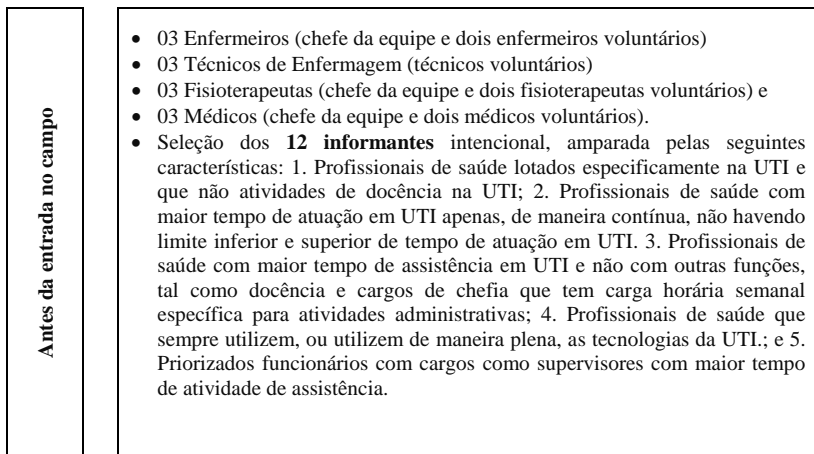 Antes da entrada no campo
• 03 Enfermeiros (chefe da equipe e dois enfermeiros voluntários)
• 03 Técnicos de Enfermagem (técnicos voluntários)
• 03 Fisioterapeutas (chefe da equipe e dois fisioterapeutas voluntários) e
• 03 Médicos (chefe da equipe e dois médicos voluntários).
• Seleção dos 12 informantes intencional, amparada pelas seguintes
características: 1. Profissionais de saúde lotados especificamente na UTI e
que não atividades de docência na UTI; 2. Profissionais de saúde com
maior tempo de atuação em UTI apenas, de maneira contínua, não havendo
limite inferior e superior de tempo de atuação em UTI. 3. Profissionais de
saúde com maior tempo de assistência em UTI e não com outras funções,
tal como docência e cargos de chefia que tem carga horária semanal
específica para atividades administrativas; 4. Profissionais de saúde que
sempre utilizem, ou utilizem de maneira plena, as tecnologias da UTI.; e 5.
Priorizados funcionários com cargos como supervisores com maior tempo
de atividade de assistência.